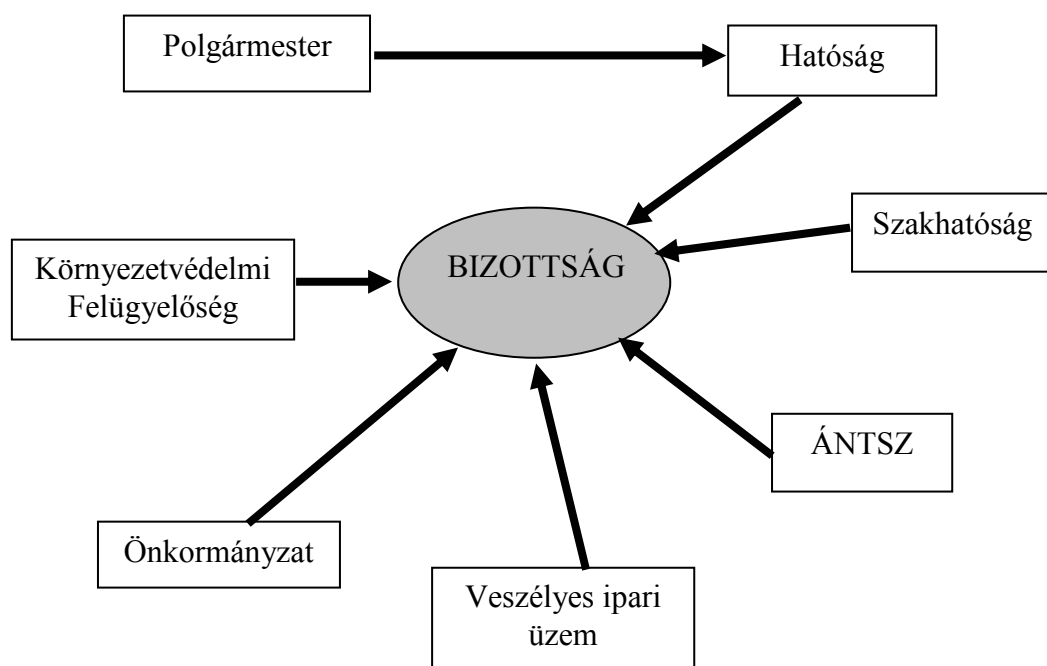 Polgármester
Hatóság
Szakhatóság
BIZOTTSÁG
Környezetvédelmi
Felügyelőség
ÁNTSZ
Önkormányzat
Veszélyes ipari
üzem